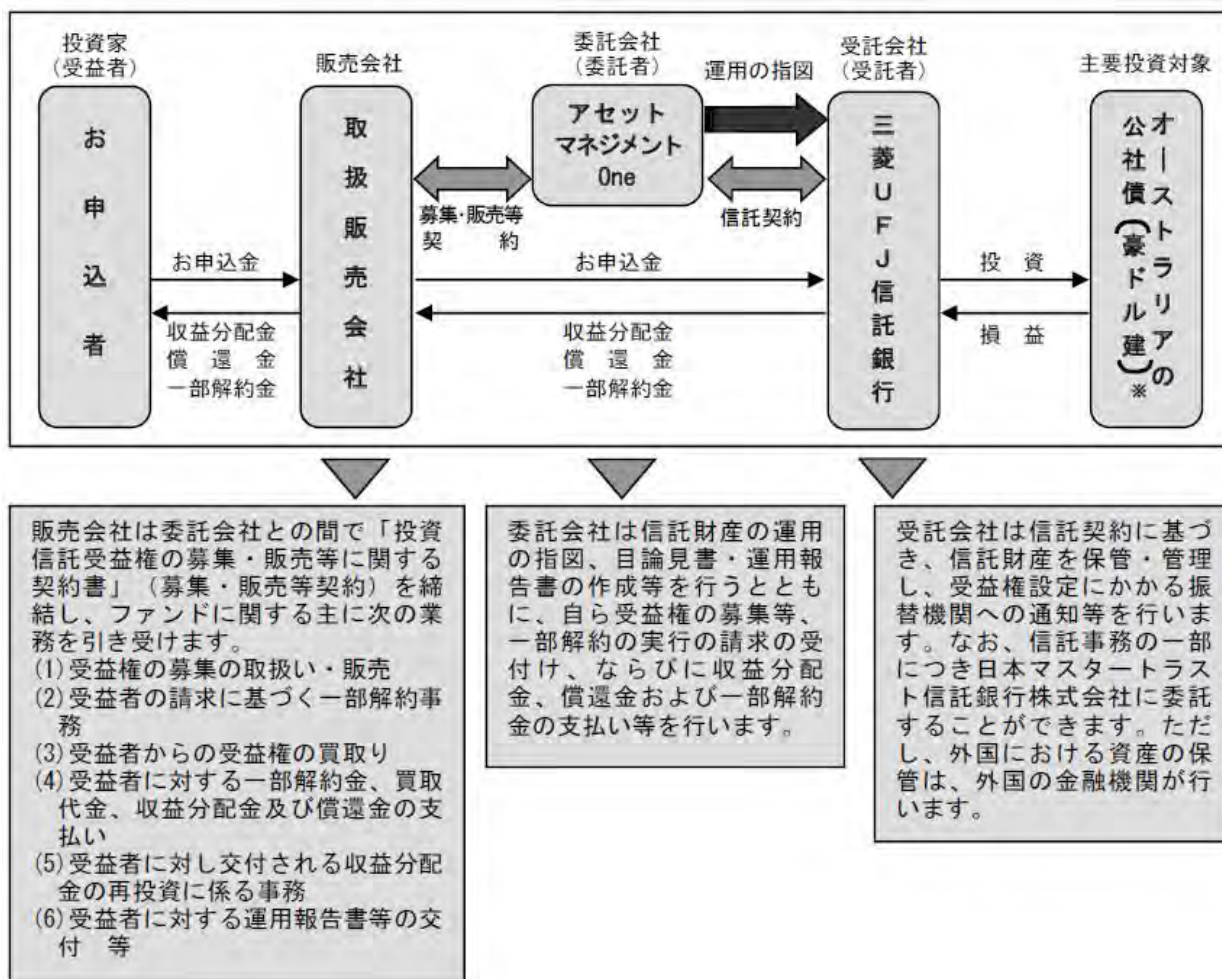 投資家
(受益者)
販売会社
委託会社
(委託者)
運用の指図
受託会社
(受託者)
主要投資対象
お申込者
取扱販売会社
アセット
マネジメント
One
三菱UFJ信託銀行
オーストラリアの
公社債(豪ドル建)※
募集・販売等
契約
信託契約
お申込金
収益分配金
償還金
一部解約金
お申込金
収益分配金
償還金
一部解約金
投資
損益
販売会社は委託会社との間で「投資
信託受益権の募集・販売等に関する
契約書」(募集・販売等契約)を締
結し、ファンドに関する主に次の業
務を引き受けます。
(1)受益権の募集の取扱い・販売
(2)受益者の請求に基づく一部解約事
務
(3)受益者からの受益権の買取り
(4)受益者に対する一部解約金、買取
代金、収益分配金及び償還金の支
払い
(5)受益者に対し交付される収益分配
金の再投資に係る事務
(6)受益者に対する運用報告書等の交
付 等
委託会社は信託財産の運用
の指図、目論見書・運用報
告書の作成等を行うととも
に、自ら受益権の募集等、
一部解約の実行の請求の受
付け、ならびに収益分配
金、償還金および一部解約
金の支払い等を行います。
受託会社は信託契約に基づ
き、信託財産を保管・管理
し、受益権設定にかかる振
替機関への通知等を行いま
す。なお、信託事務の一部
につき日本マスタートラス
ト信託銀行株式会社に委託
することができます。ただ
し、外国における資産の保
管は、外国の金融機関が行
います。